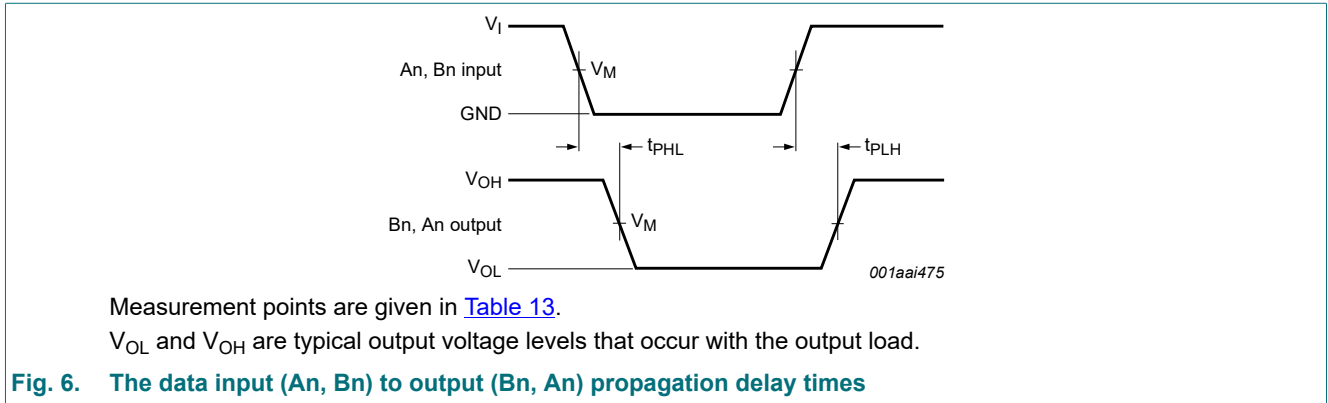 V_I
An, Bn input
V_M
GND
t_PHL
t_PLH
V_OH
Bn, An output
V_M
V_OL
001aai475
Measurement points are given in Table 13.
V_OL and V_OH are typical output voltage levels that occur with the output load.
Fig. 6. The data input (An, Bn) to output (Bn, An) propagation delay times